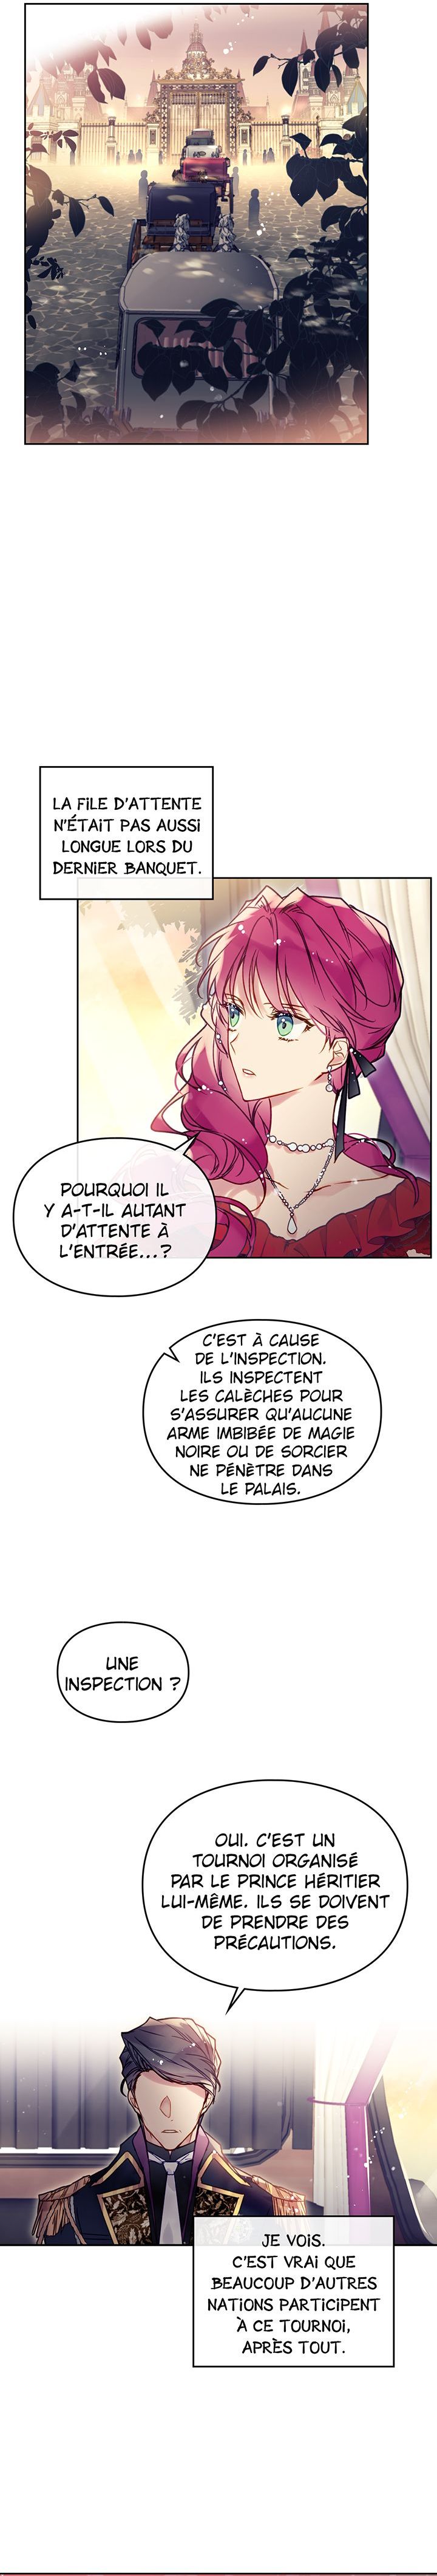 LA FILE D'ATTENTE
N'ÉTAIT PAS AUSSI
LONGUE LORS DU
DERNIER BANQUET.
POURQUOI IL
Y A-T-IL AUTANT
D'ATTENTE À
L'ENTRÉE...?
C'EST À CAUSE
DE L'INSPECTION.
ILS INSPECTENT
LES CALÈCHES POUR
S'ASSURER QU'AUCUNE
ARME IMBIBÉE DE MAGIE
NOIRE OU DE SORCIER
NE PÉNÈTRE DANS
LE PALAIS.
UNE
INSPECTION ?
OUI. C'EST UN
TOURNOI ORGANISÉ
PAR LE PRINCE HÉRITIER
LUI-MÊME. ILS SE DOIVENT
DE PRENDRE DES
PRÉCAUTIONS.
JE VOIS.
C'EST VRAI QUE
BEAUCOUP D'AUTRES
NATIONS PARTICIPENT
À CE TOURNOI,
APRÈS TOUT.